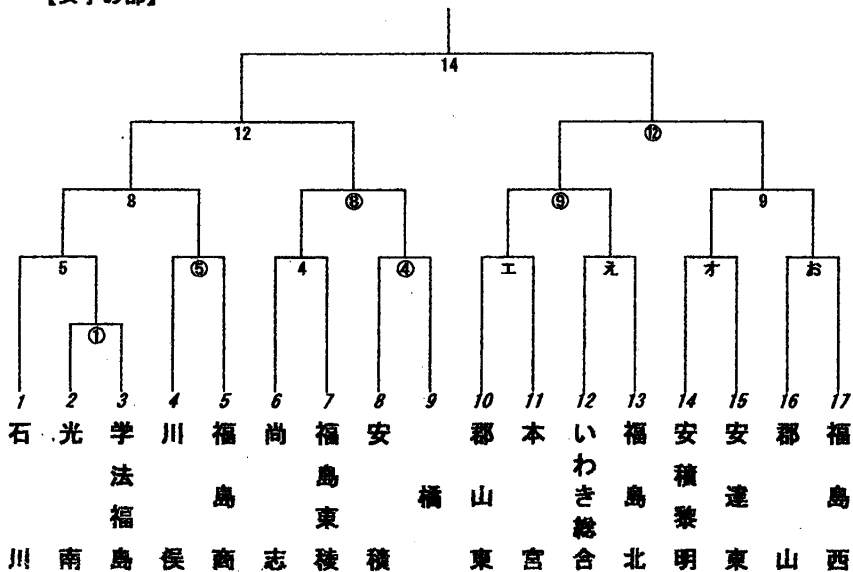 【女子の部】
14
12
⑫
8
⑧
⑨
9
5
⑤
4
④
エ
え
オ
お
①
1 2 3 4 5 6 7 8 9 10 11 12 13 14 15 16 17
石川
光南
学法福島
川俣
福島商
尚志
福島東稜
安積
橘
郡山東
本宮
いわき総合
福島北
安積黎明
安達東
郡山
福島西